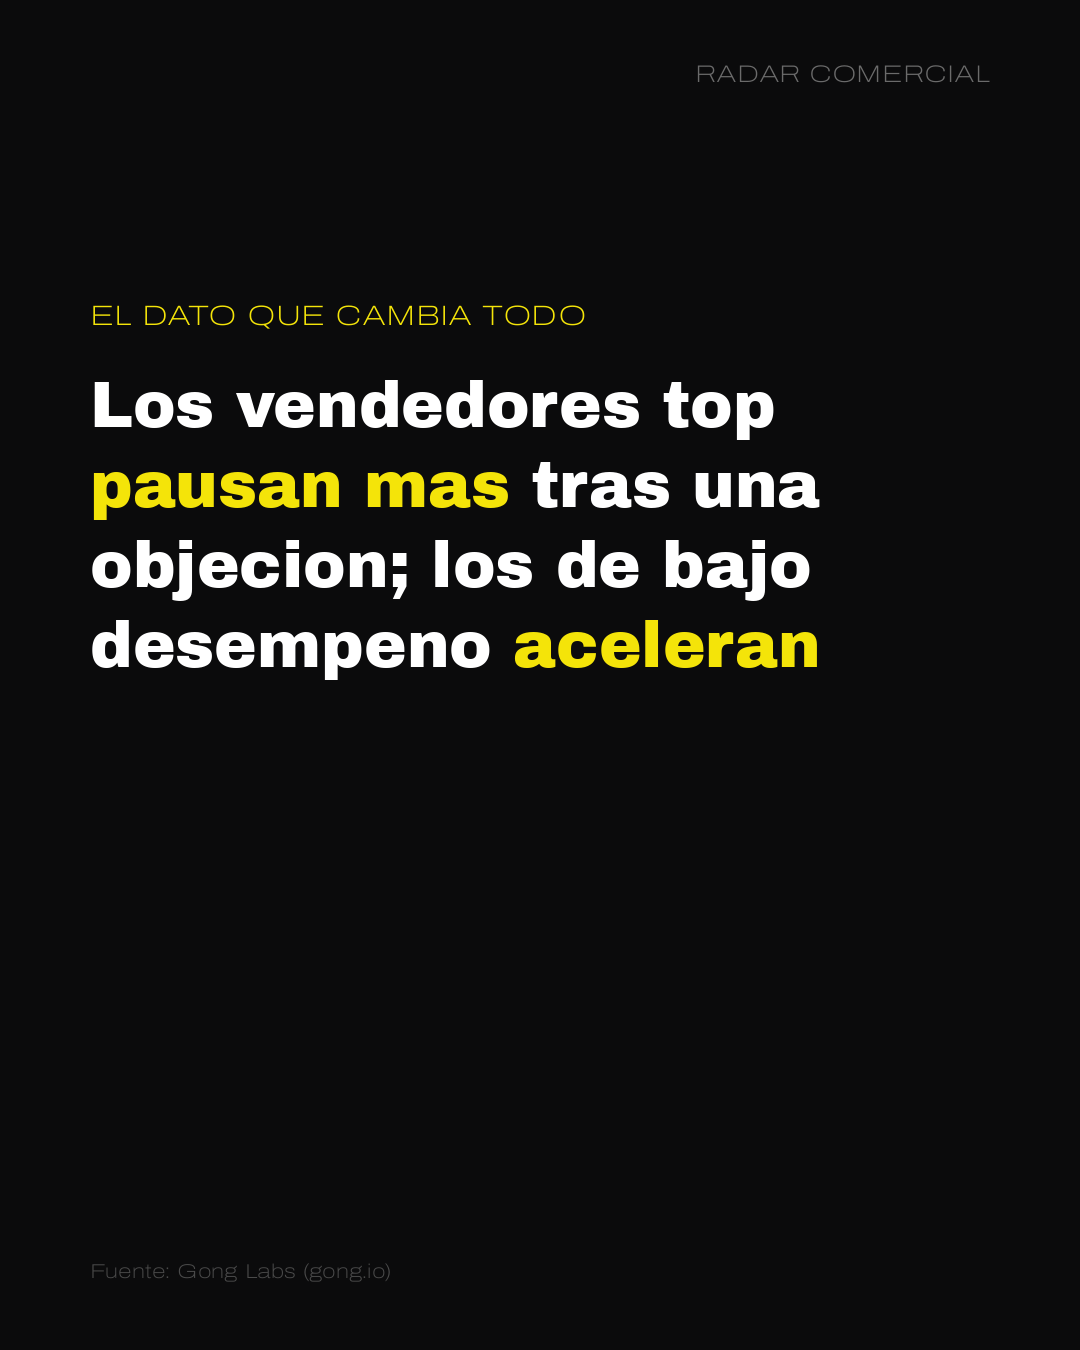 RADAR COMERCIAL
EL DATO QUE CAMBIA TODO
Los vendedores top
pausan mas tras una
objecion; los de bajo
desempeno aceleran
Fuente: Gong Labs (gong.io)